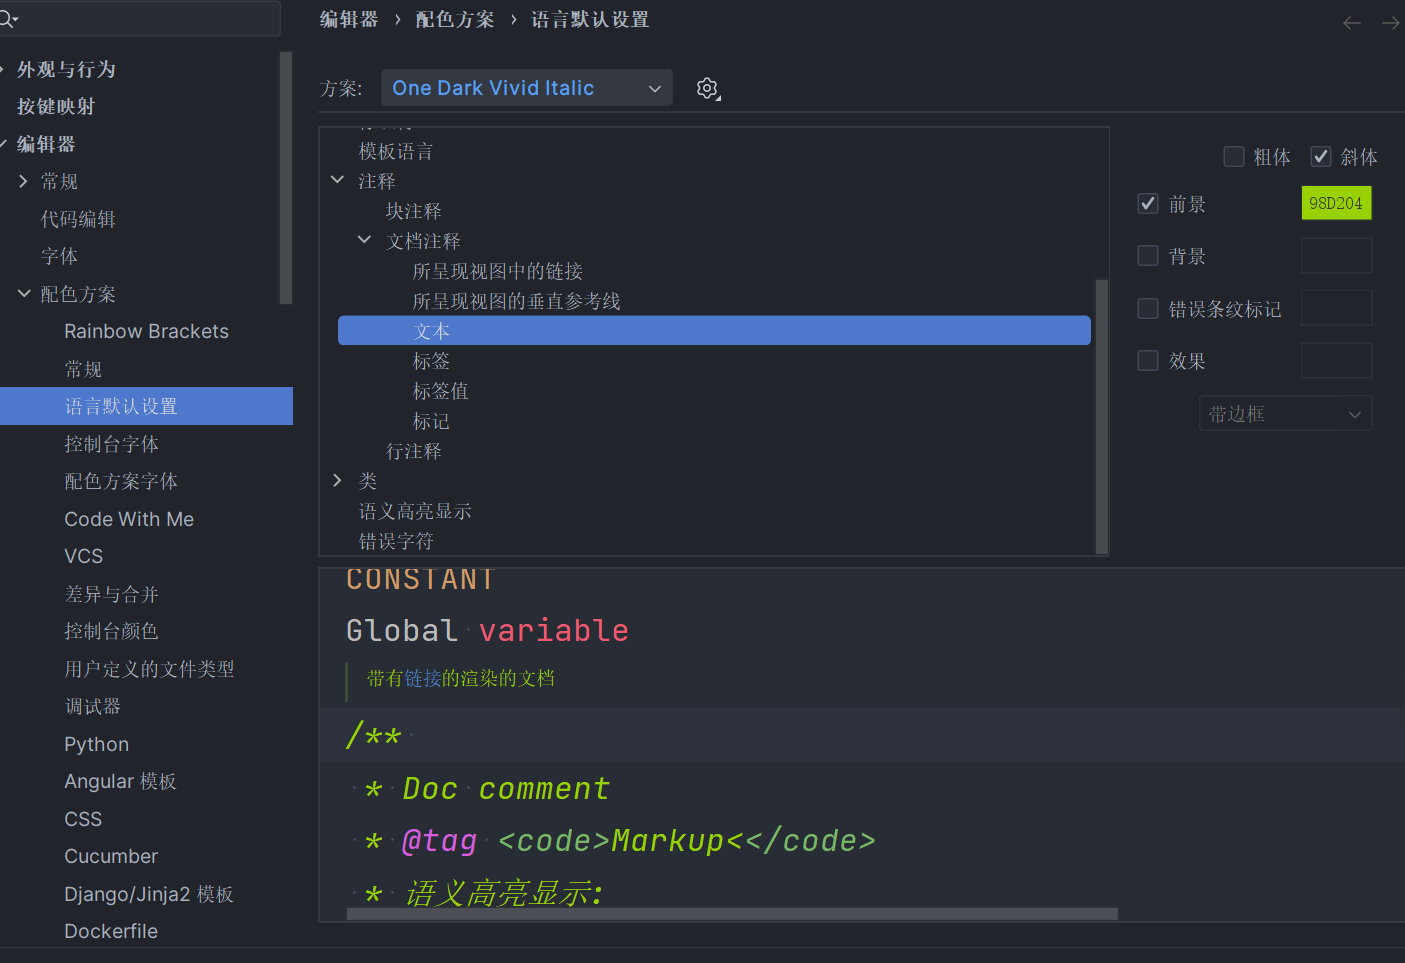 编辑器 › 配色方案 › 语言默认设置
外观与行为
按键映射
编辑器
常规
代码编辑
字体
配色方案
Rainbow Brackets
常规
语言默认设置
控制台字体
配色方案字体
Code With Me
VCS
差异与合并
控制台颜色
用户定义的文件类型
调试器
Python
Angular 模板
CSS
Cucumber
Django/Jinja2 模板
Dockerfile
方案: One Dark Vivid Italic
模板语言
注释
块注释
文档注释
所呈现视图中的链接
所呈现视图的垂直参考线
文本
标签
标签值
标记
行注释
类
语义高亮显示
错误字符
粗体 斜体
前景 98D204
背景
错误条纹标记
效果
带边框
CONSTANT
Global variable
带有链接的渲染的文档
/**
* Doc comment
* @tag <code>Markup<</code>
* 语义高亮显示: